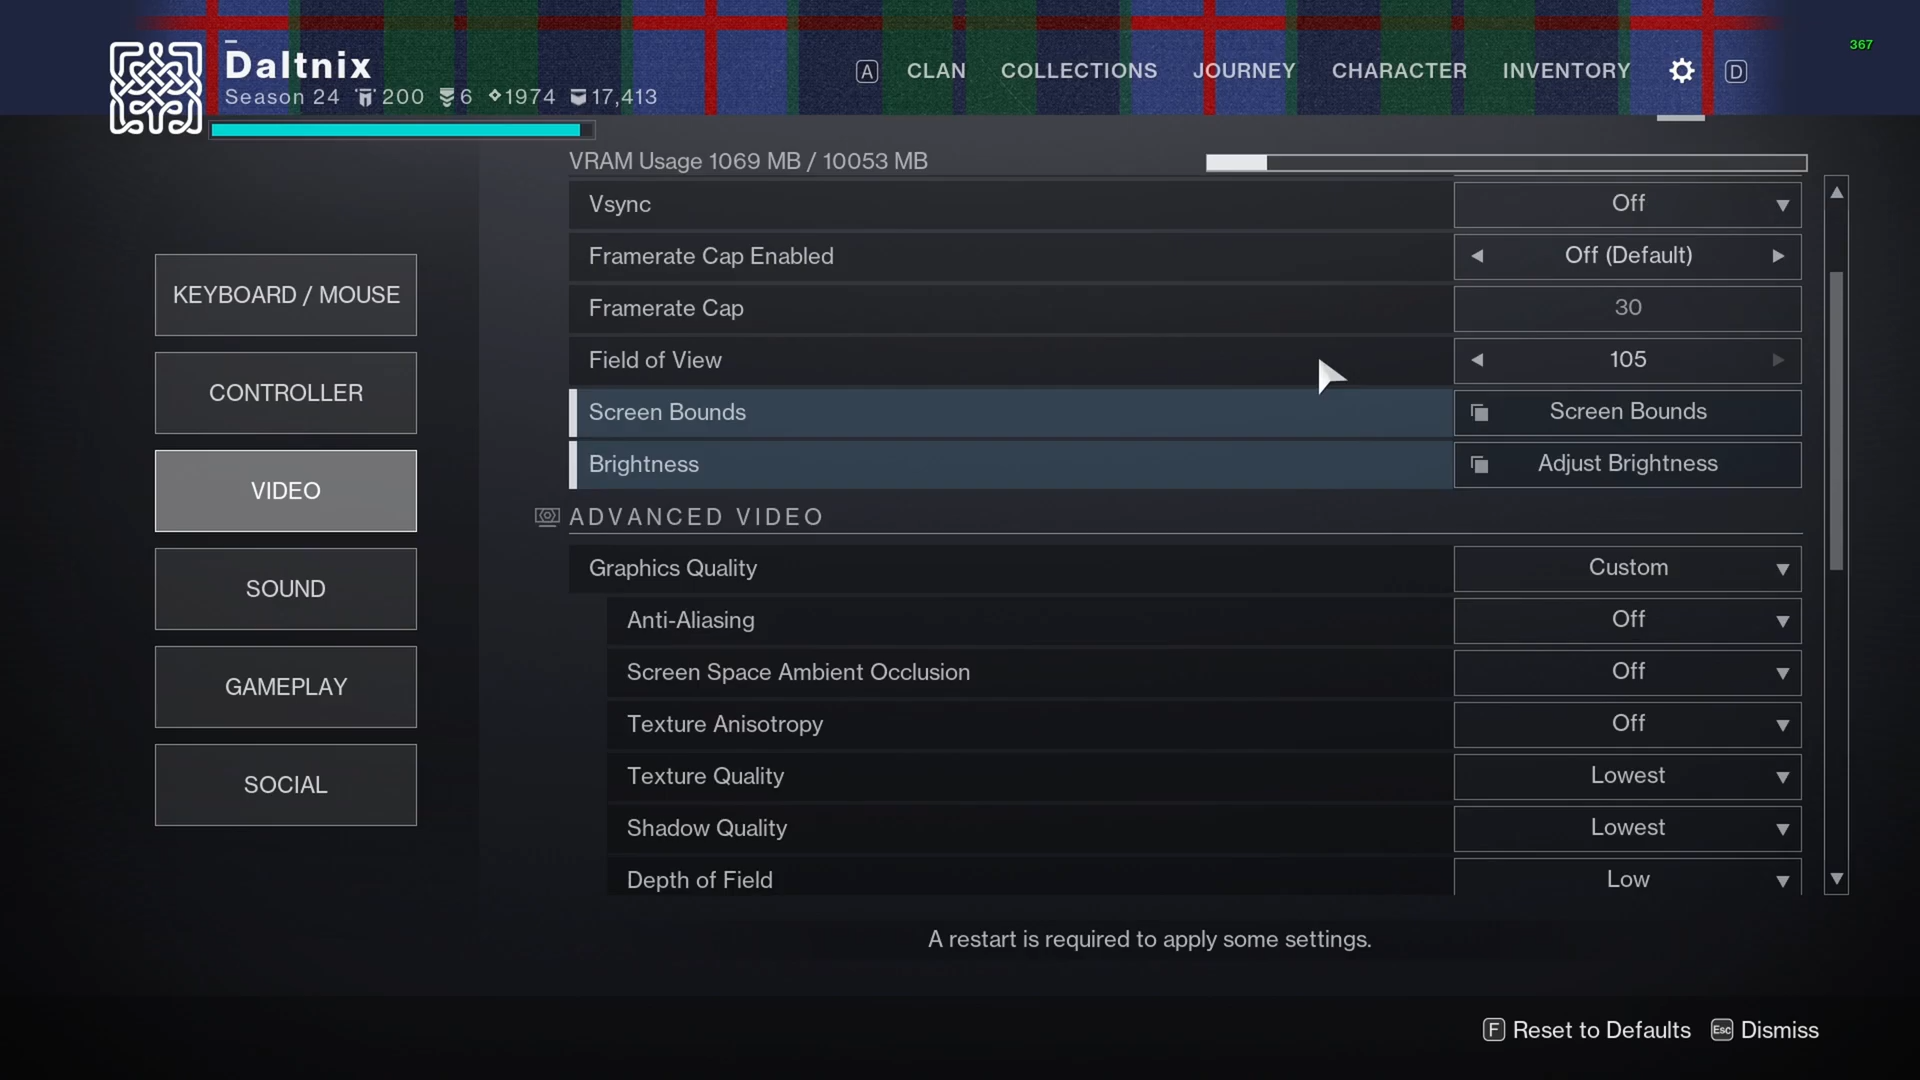 367
Daltnix
Season 24 200 6 1974 17,413
A CLAN COLLECTIONS JOURNEY CHARACTER INVENTORY D
VRAM Usage 1069 MB / 10053 MB
KEYBOARD / MOUSE
CONTROLLER
VIDEO
SOUND
GAMEPLAY
SOCIAL
Vsync Off
Framerate Cap Enabled Off (Default)
Framerate Cap 30
Field of View 105
Screen Bounds Screen Bounds
Brightness Adjust Brightness
ADVANCED VIDEO
Graphics Quality Custom
Anti-Aliasing Off
Screen Space Ambient Occlusion Off
Texture Anisotropy Off
Texture Quality Lowest
Shadow Quality Lowest
Depth of Field Low
A restart is required to apply some settings.
F Reset to Defaults Esc Dismiss